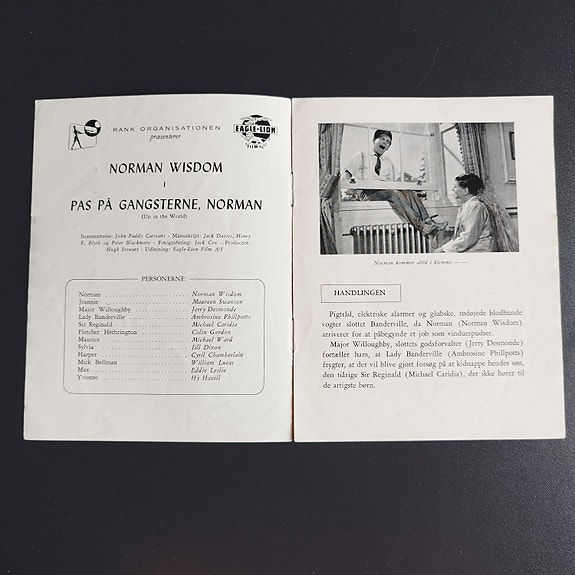 RANK ORGANISATIONEN
præsenterer
EAGLE-LION
FILM A/S
NORMAN WISDOM
i
PAS PÅ GANGSTERNE, NORMAN
(Up in the World)
Iscenesættelse: John Paddy Carstairs - Manuskript: Jack Davies, Henry
E. Blyth og Peter Blackmore - Fotografering: Jack Cox - Producent:
Hugh Stewart - Udlejning: Eagle-Lion Film A/S
PERSONERNE:
Norman Norman Wisdom
Jeannie Maureen Swanson
Major Willoughby Jerry Desmonde
Lady Banderville Ambrosine Phillpotts
Sir Reginald Michael Caridia
Fletcher Hethrington Colin Gordon
Maurice Michael Ward
Sylvia Jill Dixon
Harper Cyril Chamberlain
Mick Bellman William Lucas
Max Eddie Leslie
Yvonne Hy Hazell
Norman kommer altid i klemme — —
HANDLINGEN
Pigtråd, elektriske alarmer og glubske, rødøjede blodhunde
vogter slottet Banderville, da Norman (Norman Wisdom)
arriverer for at påbegynde et job som vinduespudser.
Major Willoughby, slottets godsforvalter (Jerry Desmonde)
fortæller ham, at Lady Banderville (Ambrosine Phillpotts)
frygter, at der vil blive gjort forsøg på at kidnappe hendes søn,
den tiårige Sir Reginald (Michael Caridia), der ikke hører til
de artigste børn.